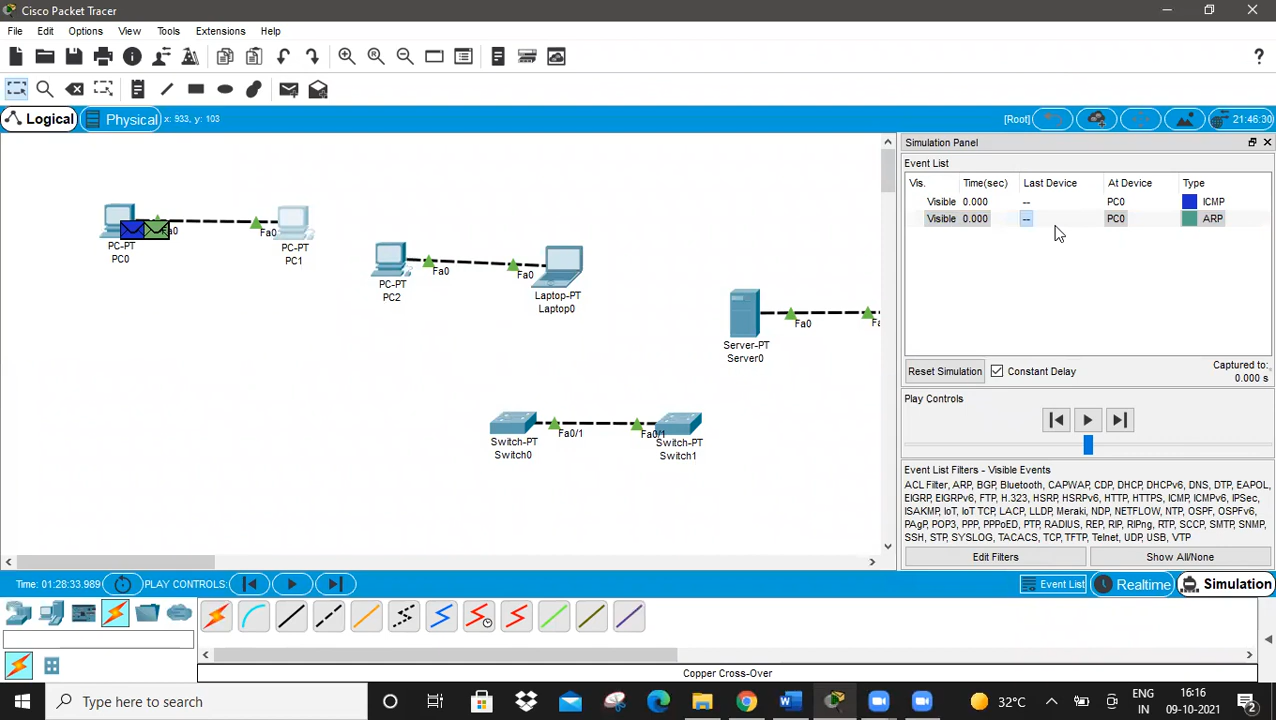 Cisco Packet Tracer
File Edit Options View Tools Extensions Help
Logical Physical x: 933, y: 103 [Root] 21:46:30
Simulation Panel
Event List
Vis. Time(sec) Last Device At Device Type
Visible 0.000 -- PC0 ICMP
Visible 0.000 -- PC0 ARP
Fa0 Fa0
PC-PT
PC0
PC-PT
PC1
Fa0 Fa0
PC-PT
PC2
Laptop-PT
Laptop0
Fa0
Server-PT
Server0
Fa0/1 Fa0/1
Switch-PT
Switch0
Switch-PT
Switch1
Reset Simulation Constant Delay Captured to:
0.000 s
Play Controls
Event List Filters - Visible Events
ACL Filter, ARP, BGP, Bluetooth, CAPWAP, CDP, DHCP, DHCPv6, DNS, DTP, EAPOL,
EIGRP, EIGRPv6, FTP, H.323, HSRP, HSRPv6, HTTP, HTTPS, ICMP, ICMPv6, IPSec,
ISAKMP, IoT, IoT TCP, LACP, LLDP, Meraki, NDP, NETFLOW, NTP, OSPF, OSPFv6,
PAgP, POP3, PPP, PPPoED, PTP, RADIUS, REP, RIP, RIPng, RTP, SCCP, SMTP, SNMP,
SSH, STP, SYSLOG, TACACS, TCP, TFTP, Telnet, UDP, USB, VTP
Edit Filters Show All/None
Time: 01:28:33.989 PLAY CONTROLS: Event List Realtime Simulation
Copper Cross-Over
Type here to search
32°C ENG 16:16
IN 09-10-2021 2